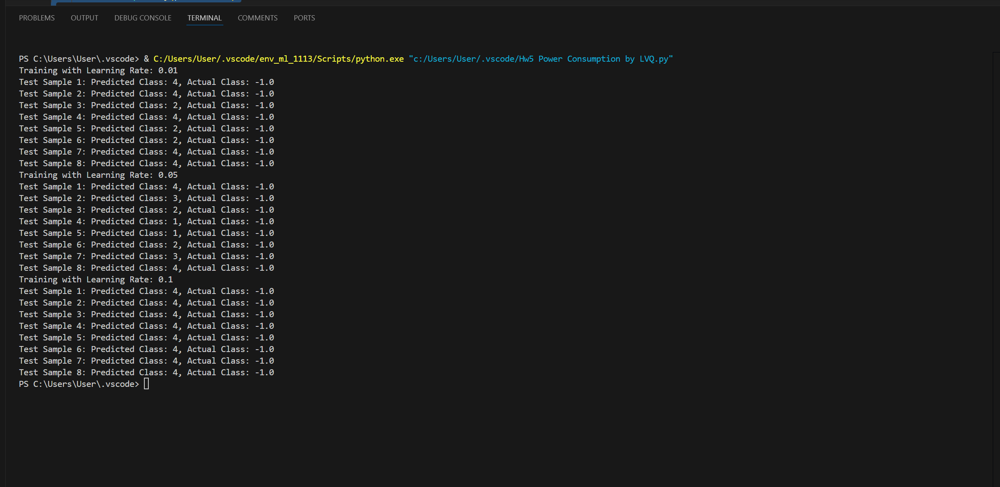 PROBLEMS OUTPUT DEBUG CONSOLE TERMINAL COMMENTS PORTS
PS C:\Users\User\.vscode> & C:/Users/User/.vscode/env_ml_1113/Scripts/python.exe "c:/Users/User/.vscode/Hw5 Power Consumption by LVQ.py"
Training with Learning Rate: 0.01
Test Sample 1: Predicted Class: 4, Actual Class: -1.0
Test Sample 2: Predicted Class: 4, Actual Class: -1.0
Test Sample 3: Predicted Class: 2, Actual Class: -1.0
Test Sample 4: Predicted Class: 4, Actual Class: -1.0
Test Sample 5: Predicted Class: 2, Actual Class: -1.0
Test Sample 6: Predicted Class: 2, Actual Class: -1.0
Test Sample 7: Predicted Class: 4, Actual Class: -1.0
Test Sample 8: Predicted Class: 4, Actual Class: -1.0
Training with Learning Rate: 0.05
Test Sample 1: Predicted Class: 4, Actual Class: -1.0
Test Sample 2: Predicted Class: 3, Actual Class: -1.0
Test Sample 3: Predicted Class: 2, Actual Class: -1.0
Test Sample 4: Predicted Class: 1, Actual Class: -1.0
Test Sample 5: Predicted Class: 1, Actual Class: -1.0
Test Sample 6: Predicted Class: 2, Actual Class: -1.0
Test Sample 7: Predicted Class: 3, Actual Class: -1.0
Test Sample 8: Predicted Class: 4, Actual Class: -1.0
Training with Learning Rate: 0.1
Test Sample 1: Predicted Class: 4, Actual Class: -1.0
Test Sample 2: Predicted Class: 4, Actual Class: -1.0
Test Sample 3: Predicted Class: 4, Actual Class: -1.0
Test Sample 4: Predicted Class: 4, Actual Class: -1.0
Test Sample 5: Predicted Class: 4, Actual Class: -1.0
Test Sample 6: Predicted Class: 4, Actual Class: -1.0
Test Sample 7: Predicted Class: 4, Actual Class: -1.0
Test Sample 8: Predicted Class: 4, Actual Class: -1.0
PS C:\Users\User\.vscode>